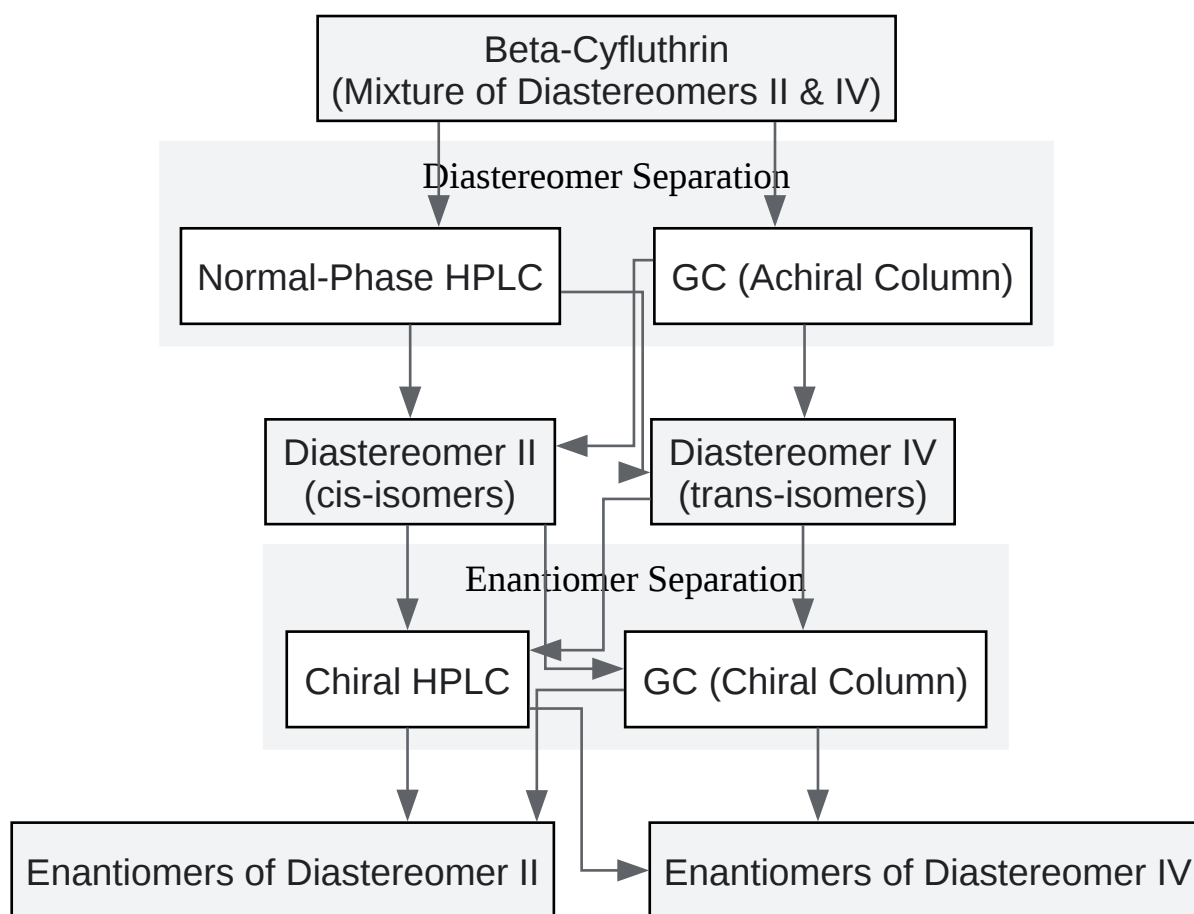 Beta-Cyfluthrin
(Mixture of Diastereomers II & IV)
Diastereomer Separation
Normal-Phase HPLC
GC (Achiral Column)
Diastereomer II
(cis-isomers)
Diastereomer IV
(trans-isomers)
Enantiomer Separation
Chiral HPLC
GC (Chiral Column)
Enantiomers of Diastereomer II
Enantiomers of Diastereomer IV